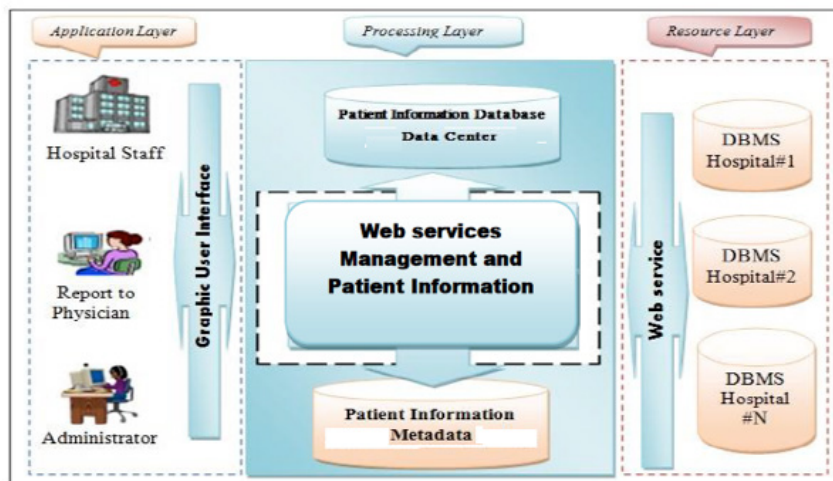 Application Layer
Processing Layer
Resource Layer
Hospital Staff
Report to
Physician
Administrator
Graphic User Interface
Patient Information Database
Data Center
Web services
Management and
Patient Information
Patient Information
Metadata
Web service
DBMS
Hospital#1
DBMS
Hospital#2
DBMS
Hospital
#N